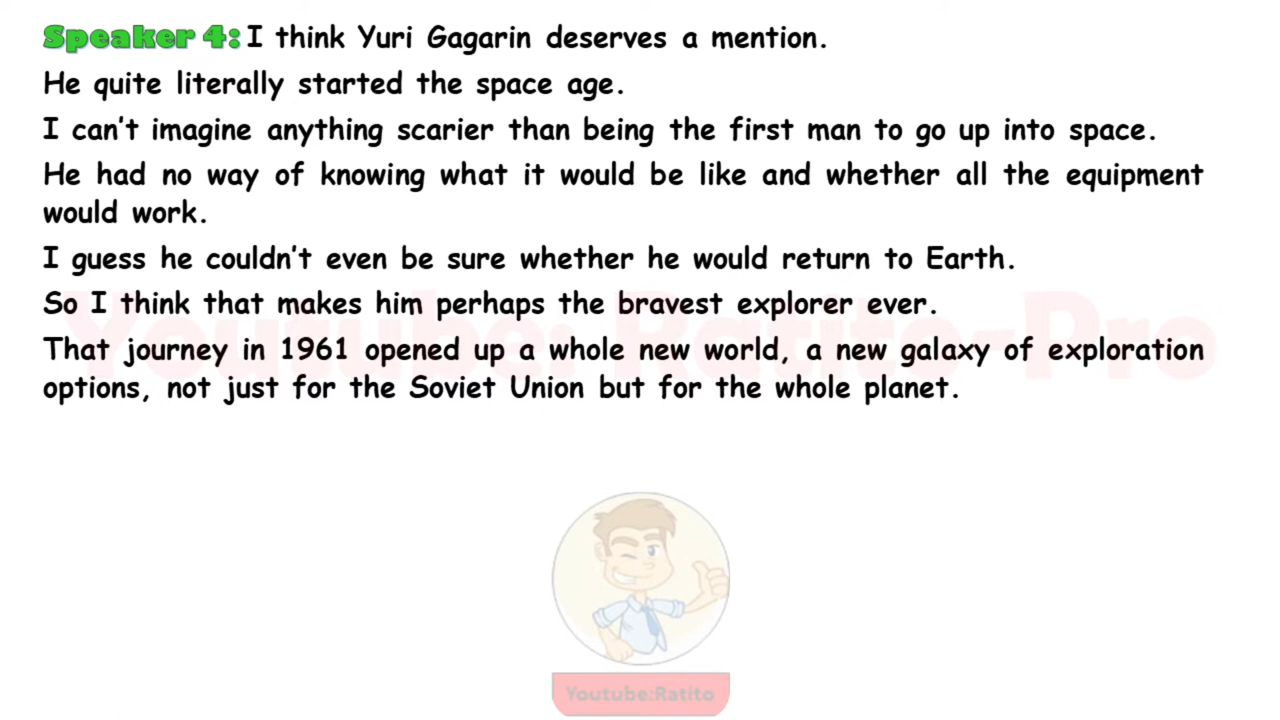 Speaker 4: I think Yuri Gagarin deserves a mention.
He quite literally started the space age.
I can't imagine anything scarier than being the first man to go up into space.
He had no way of knowing what it would be like and whether all the equipment
would work.
I guess he couldn't even be sure whether he would return to Earth.
So I think that makes him perhaps the bravest explorer ever.
Youtube: Ratito-Pro
That journey in 1961 opened up a whole new world, a new galaxy of exploration
options, not just for the Soviet Union but for the whole planet.
Youtube:Ratito